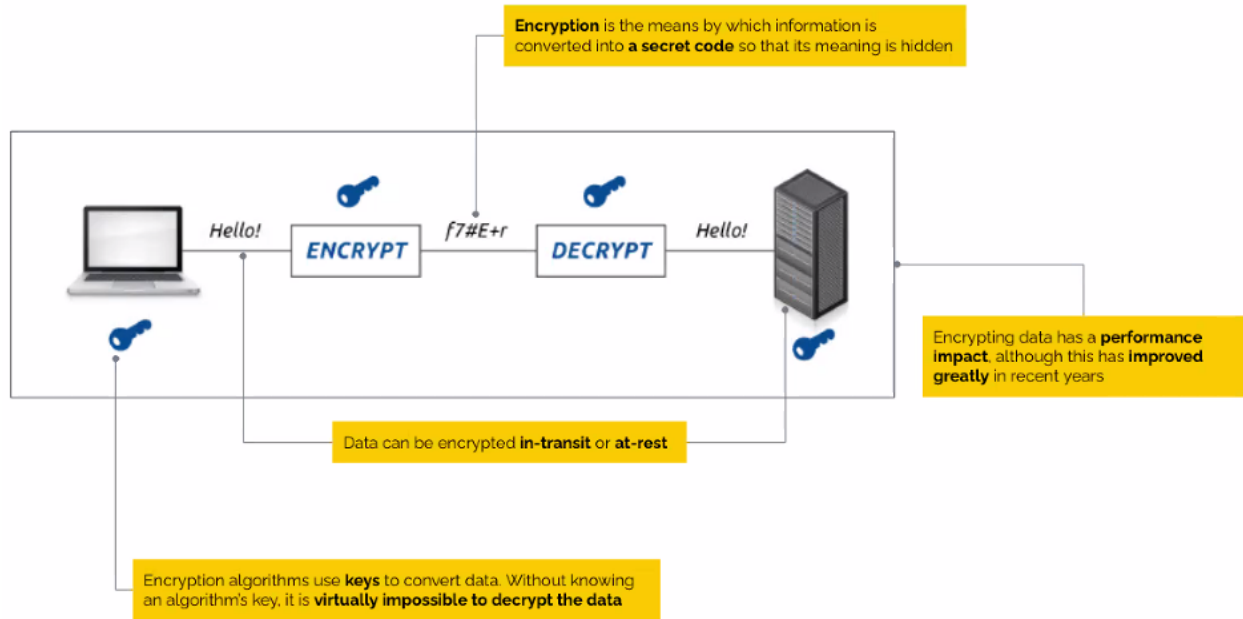 Encryption is the means by which information is
converted into a secret code so that its meaning is hidden
Hello!
ENCRYPT
f7#E+r
DECRYPT
Hello!
Encrypting data has a performance
impact, although this has improved
greatly in recent years
Data can be encrypted in-transit or at-rest
Encryption algorithms use keys to convert data. Without knowing
an algorithm's key, it is virtually impossible to decrypt the data